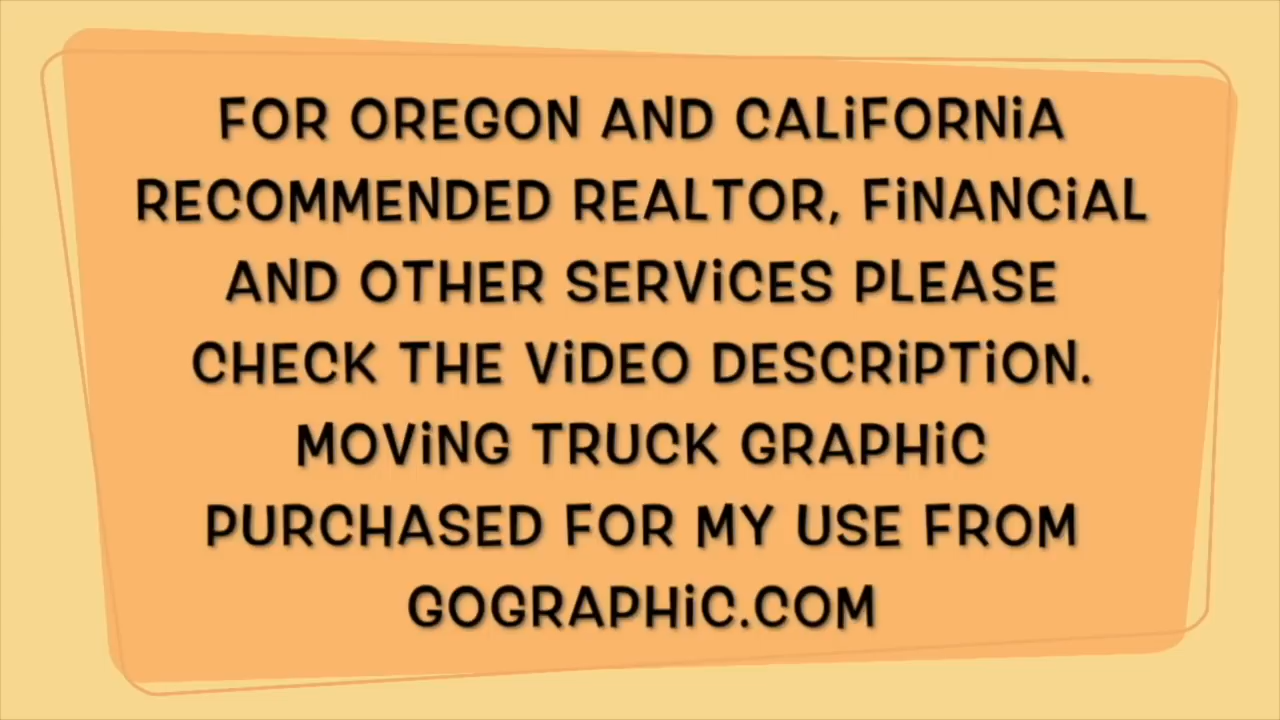 FOR OREGON AND CALiFORNiA
RECOMMENDED REALTOR, FiNANCiAL
AND OTHER SERViCES PLEASE
CHECK THE ViDEO DESCRiPTiON.
MOViNG TRUCK GRAPHiC
PURCHASED FOR MY USE FROM
GOGRAPHiC.COM